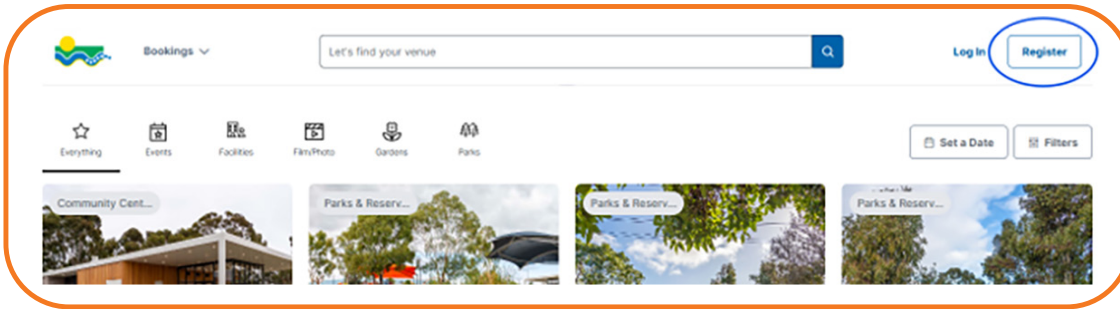 Bookings
Let's find your venue
Log In
Register
Everything
Events
Facilities
Film/Photo
Gardens
Parks
Set a Date
Filters
Community Cent...
Parks & Reserv...
Parks & Reserv...
Parks & Reserv...